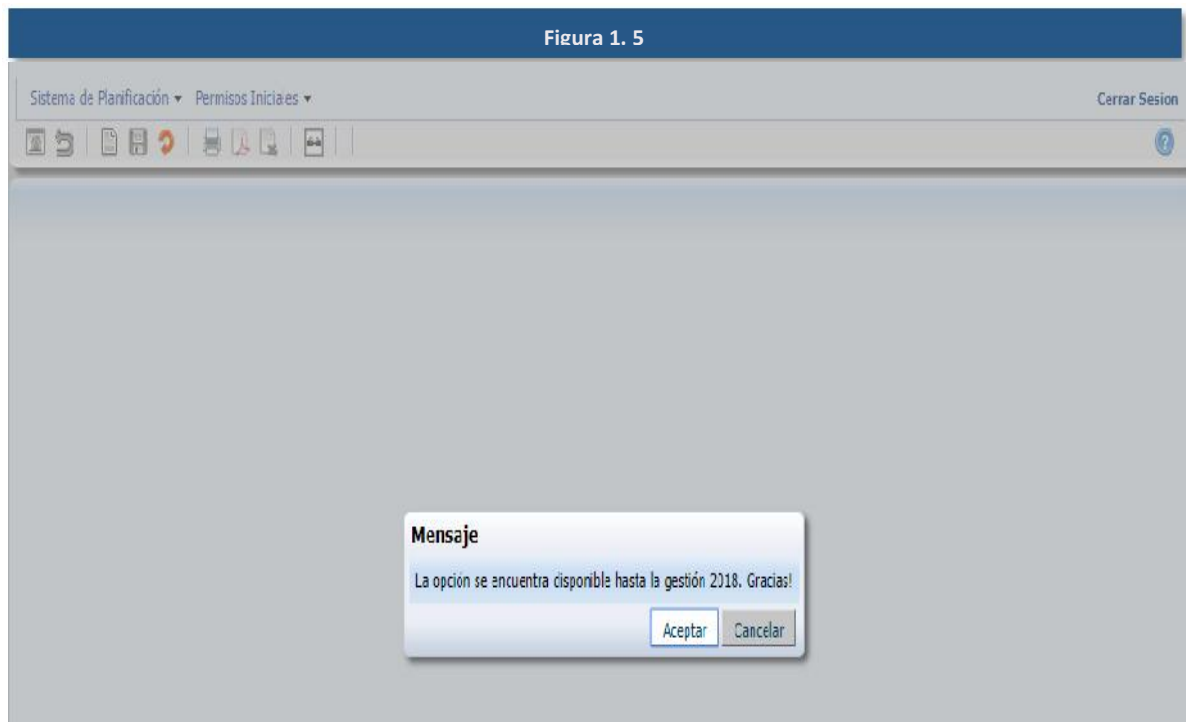 Figura 1. 5
Sistema de Planificación Permisos Iniciales Cerrar Sesion
Mensaje
La opción se encuentra disponible hasta la gestión 2018. Gracias!
Aceptar Cancelar